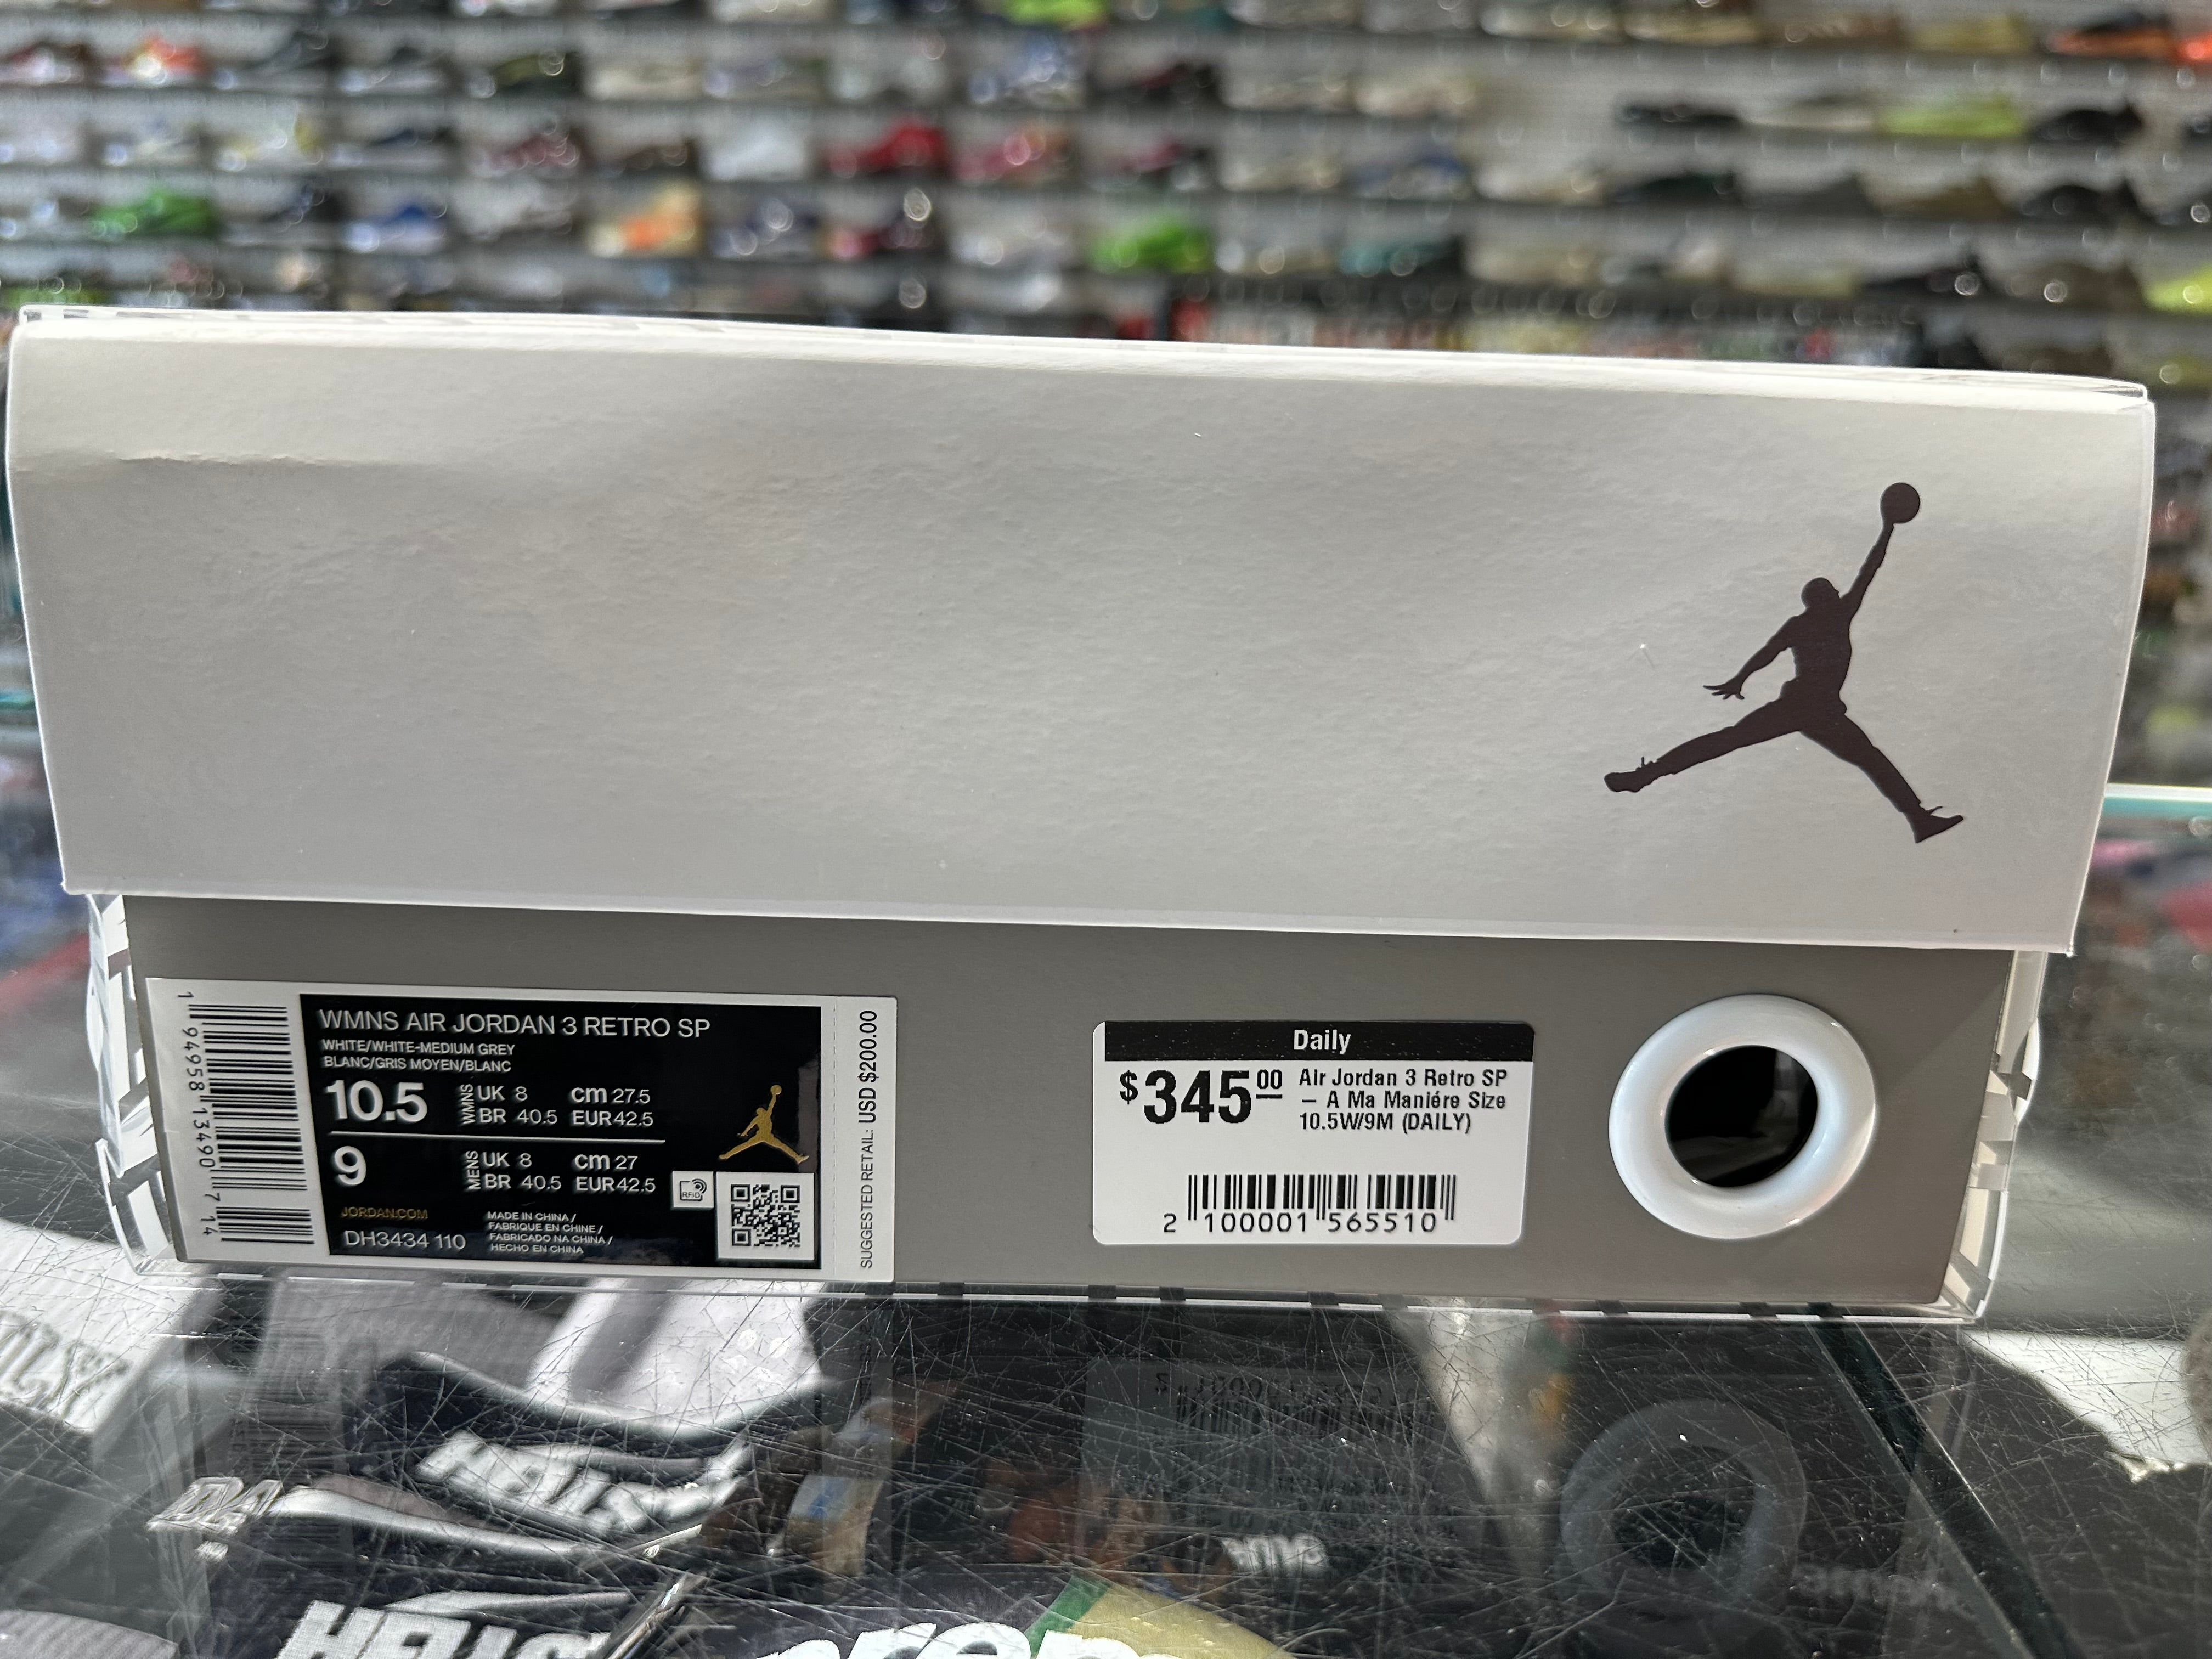 WMNS AIR JORDAN 3 RETRO SP
WHITE/WHITE-MEDIUM GREY
BLANC/GRIS MOYEN/BLANC
10.5 WMNS UK 8 cm 27.5
BR 40.5 EUR 42.5
9 MENS UK 8 cm 27
BR 40.5 EUR 42.5
RFID
JORDAN.COM
DH3434 110
MADE IN CHINA /
FABRIQUE EN CHINE /
FABRICADO NA CHINA /
HECHO EN CHINA
1 94958 13490 7 14
SUGGESTED RETAIL: USD $200.00
Daily
$345.00
Air Jordan 3 Retro SP
– A Ma Maniére Size
10.5W/9M (DAILY)
2 100001 565510